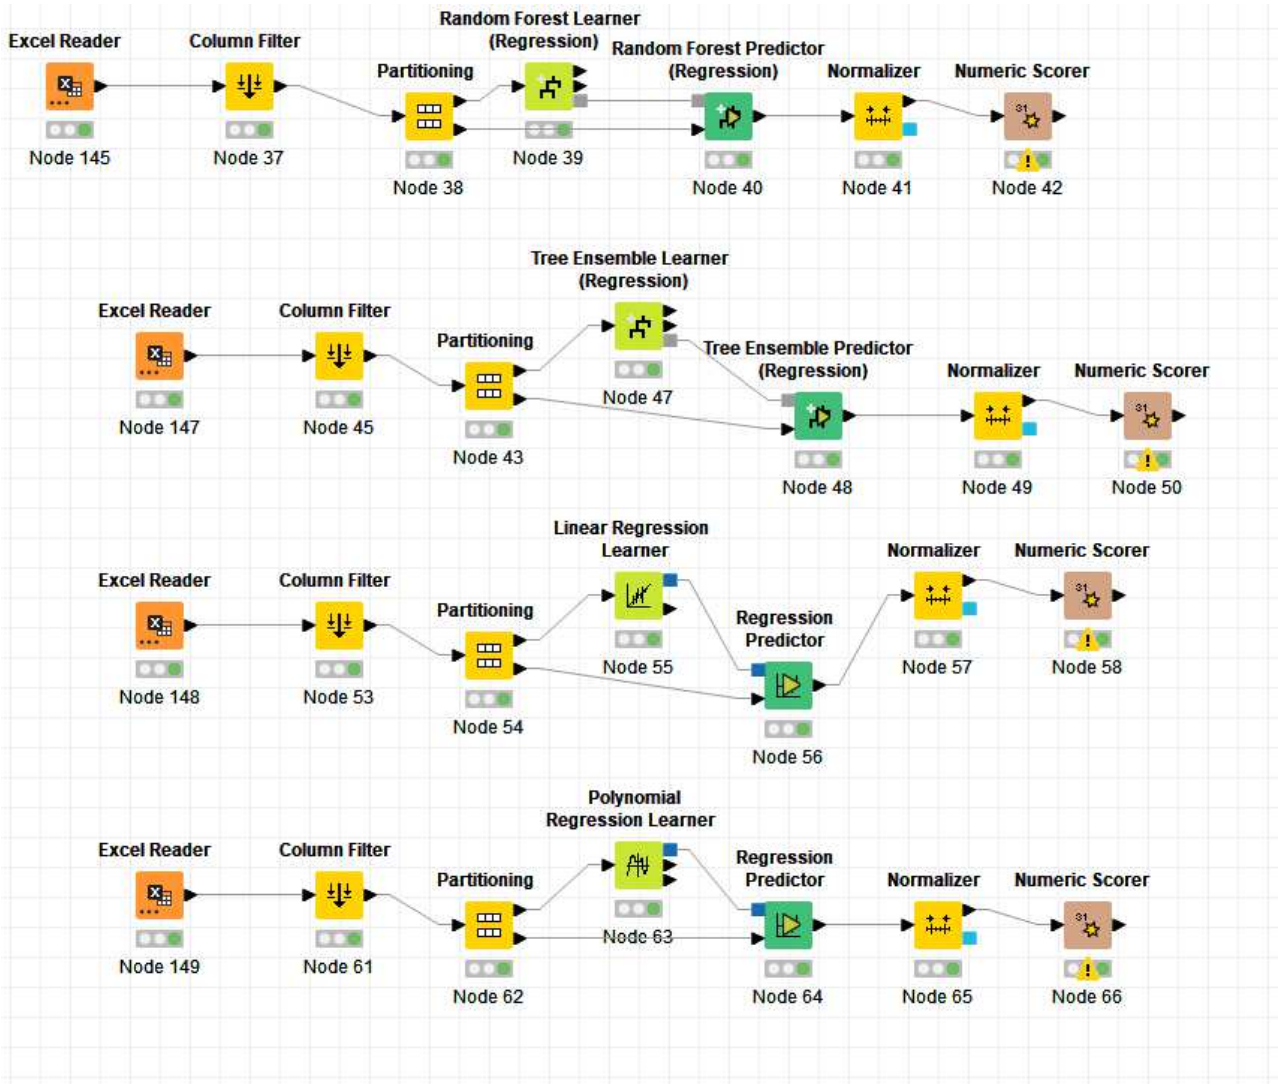 Random Forest Learner
(Regression)
Excel Reader
Column Filter
Random Forest Predictor
(Regression)
Partitioning
Normalizer
Numeric Scorer
31
Node 145
Node 37
Node 39
Node 38
Node 40
Node 41
Node 42
Tree Ensemble Learner
(Regression)
Excel Reader
Column Filter
Partitioning
Tree Ensemble Predictor
(Regression)
Normalizer
Numeric Scorer
31
Node 47
Node 147
Node 45
Node 43
Node 48
Node 49
Node 50
Linear Regression
Learner
Normalizer
Numeric Scorer
Excel Reader
Column Filter
Partitioning
Regression
Predictor
31
Node 55
Node 57
Node 58
Node 148
Node 53
Node 54
Node 56
Polynomial
Regression Learner
Excel Reader
Column Filter
Partitioning
Regression
Predictor
Normalizer
Numeric Scorer
31
Node 63
Node 149
Node 61
Node 62
Node 64
Node 65
Node 66